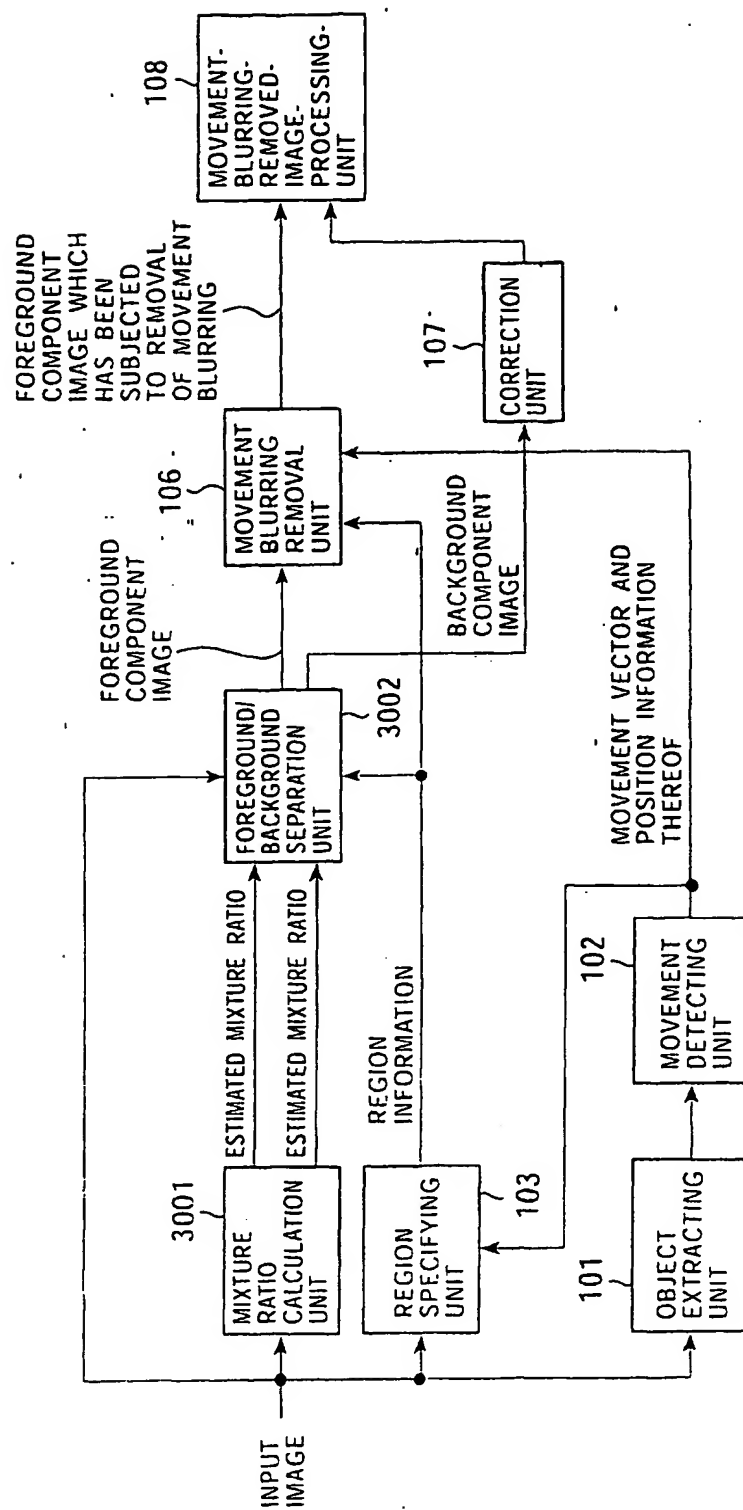 INPUT
IMAGE
3001
MIXTURE
RATIO
CALCULATION
UNIT
ESTIMATED MIXTURE RATIO
ESTIMATED MIXTURE RATIO
FOREGROUND/
BACKGROUND
SEPARATION
UNIT
3002
FOREGROUND
COMPONENT
IMAGE
106
MOVEMENT
BLURRING
REMOVAL
UNIT
FOREGROUND
COMPONENT
IMAGE WHICH
HAS BEEN
SUBJECTED
TO REMOVAL
OF MOVEMENT
BLURRING
108
MOVEMENT-
BLURRING-
REMOVED-
IMAGE-
PROCESSING-
UNIT
REGION
SPECIFYING
UNIT
103
REGION
INFORMATION
BACKGROUND
COMPONENT
IMAGE
107
CORRECTION
UNIT
101
OBJECT
EXTRACTING
UNIT
102
MOVEMENT
DETECTING
UNIT
MOVEMENT VECTOR AND
POSITION INFORMATION
THEREOF